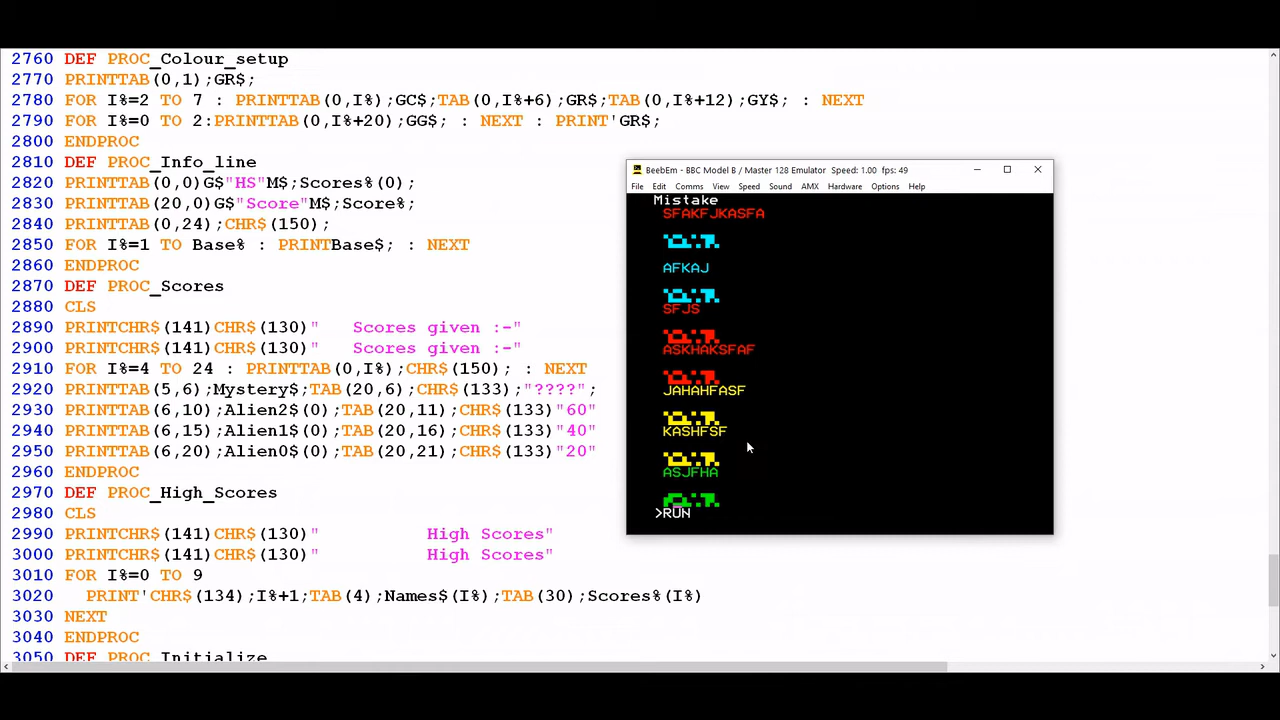 2760 DEF PROC_Colour_setup
2770 PRINTTAB(0,1);GR$;
2780 FOR I%=2 TO 7 : PRINTTAB(0,I%);GC$;TAB(0,I%+6);GR$;TAB(0,I%+12);GY$; : NEXT
2790 FOR I%=0 TO 2:PRINTTAB(0,I%+20);GG$; : NEXT : PRINT'GR$;
2800 ENDPROC
2810 DEF PROC_Info_line
2820 PRINTTAB(0,0)G$"HS"M$;Scores%(0);
2830 PRINTTAB(20,0)G$"Score"M$;Score%;
2840 PRINTTAB(0,24);CHR$(150);
2850 FOR I%=1 TO Base% : PRINTBase$; : NEXT
2860 ENDPROC
2870 DEF PROC_Scores
2880 CLS
2890 PRINTCHR$(141)CHR$(130)"   Scores given :-"
2900 PRINTCHR$(141)CHR$(130)"   Scores given :-"
2910 FOR I%=4 TO 24 : PRINTTAB(0,I%);CHR$(150); : NEXT
2920 PRINTTAB(5,6);Mystery$;TAB(20,6);CHR$(133);"????";
2930 PRINTTAB(6,10);Alien2$(0);TAB(20,11);CHR$(133)"60"
2940 PRINTTAB(6,15);Alien1$(0);TAB(20,16);CHR$(133)"40"
2950 PRINTTAB(6,20);Alien0$(0);TAB(20,21);CHR$(133)"20"
2960 ENDPROC
2970 DEF PROC_High_Scores
2980 CLS
2990 PRINTCHR$(141)CHR$(130)"            High Scores"
3000 PRINTCHR$(141)CHR$(130)"            High Scores"
3010 FOR I%=0 TO 9
3020   PRINT'CHR$(134);I%+1;TAB(4);Names$(I%);TAB(30);Scores%(I%)
3030 NEXT
3040 ENDPROC
3050 DEF PROC_Initialize
BeebEm - BBC Model B / Master 128 Emulator  Speed: 1.00  fps: 49
File Edit Comms View Speed Sound AMX Hardware Options Help
Mistake
SFAKFJKASFA
AFKAJ
SFJS
ASKHAKSFAF
JAHAHFASF
KASHFSF
ASJFHA
>RUN